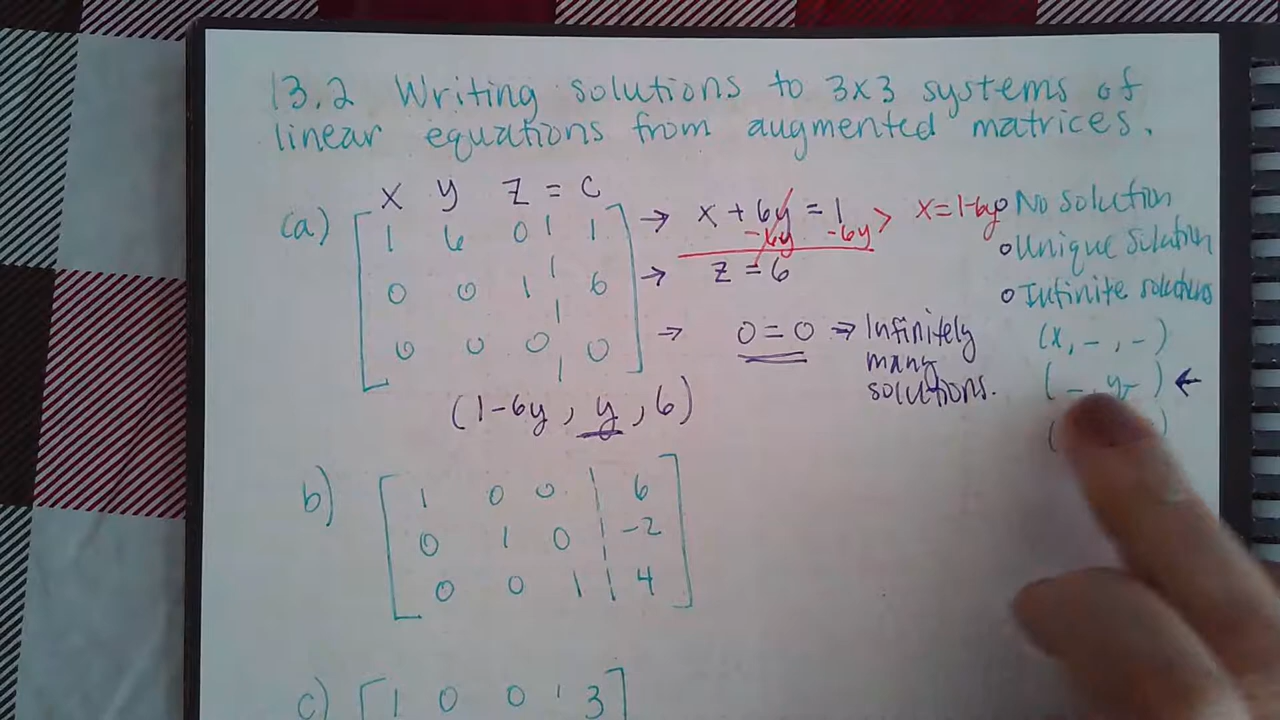 13.2 Writing solutions to 3x3 systems of
linear equations from augmented matrices.
x y z = c
(a) [ 1 6 0 | 1 ] → x + 6y = 1 > x = 1-6y
-6y -6y
[ 0 0 1 | 6 ] → z = 6
[ 0 0 0 | 0 ] → 0 = 0 → Infinitely
many
solutions.
(1-6y, y, 6)
o No solution
o Unique Solution
o Infinite solutions
(x, -, -)
(-, y, -) ←
b) [ 1 0 0 | 6 ]
[ 0 1 0 | -2 ]
[ 0 0 1 | 4 ]
c) [ 1 0 0 | 3 ]